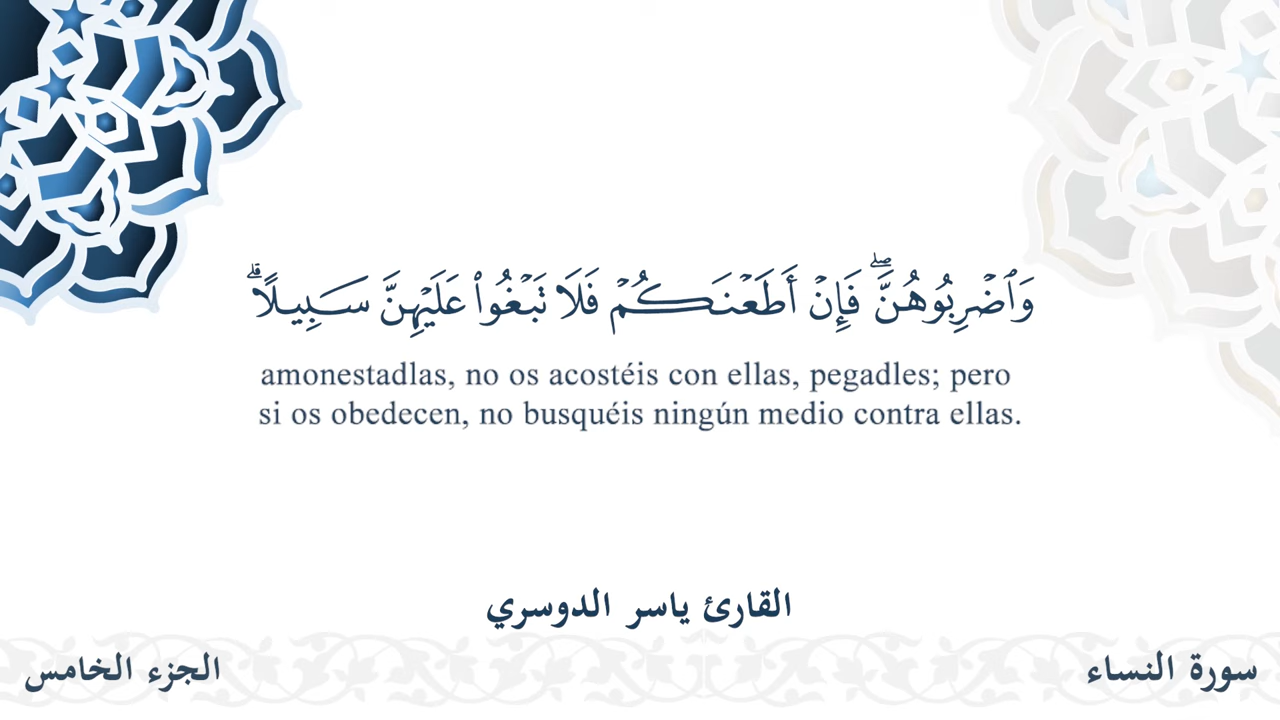 وَٱضۡرِبُوهُنَّۖ فَإِنۡ أَطَعۡنَكُمۡ فَلَا تَبۡغُواْ عَلَيۡهِنَّ سَبِيلًاۗ
amonestadlas, no os acostéis con ellas, pegadles; pero
si os obedecen, no busquéis ningún medio contra ellas.
القارئ ياسر الدوسري
سورة النساء
الجزء الخامس